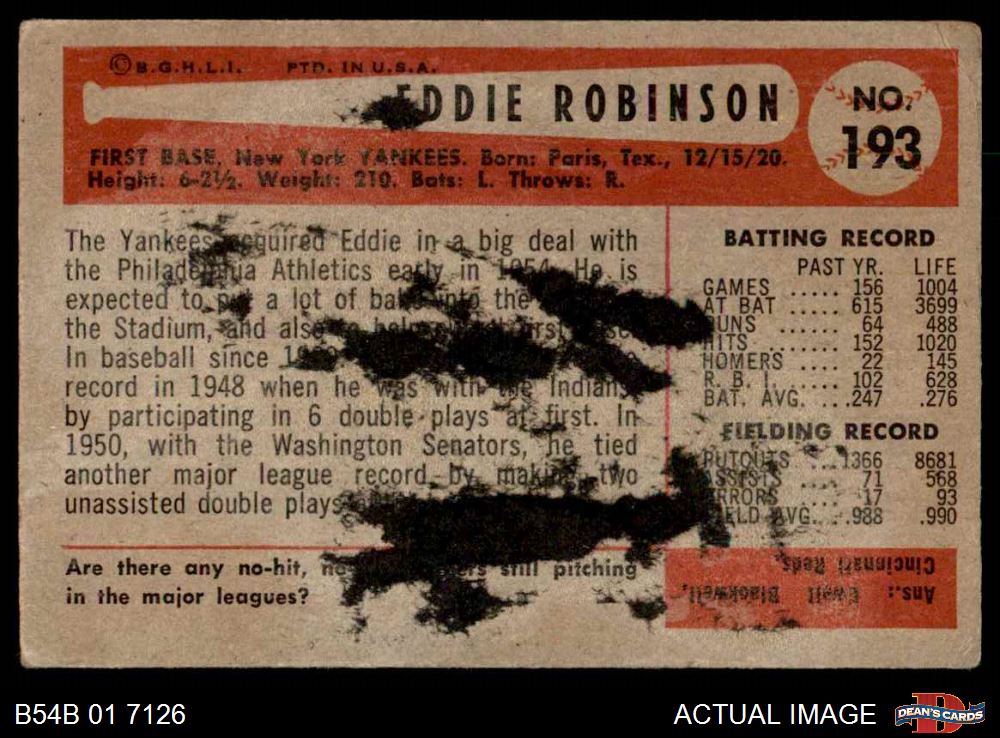 © B.G.H.L.I. PTD. IN U.S.A.
EDDIE ROBINSON
NO.
193
FIRST BASE. New York YANKEES. Born: Paris, Tex., 12/15/20.
Height: 6-2½. Weight: 210. Bats: L. Throws: R.
The Yankees acquired Eddie in a big deal with
the Philadelphia Athletics early in 1954. He is
expected to put a lot of into the
the Stadium, and also
In baseball since
record in 1948 when he was with the Indians
by participating in 6 double plays at first. In
1950, with the Washington Senators, he tied
another major league record by making two
unassisted double plays
Are there any no-hit, still pitching
in the major leagues?
BATTING RECORD
PAST YR. LIFE
GAMES ..... 156 1004
AT BAT ..... 615 3699
RUNS ..... 64 488
HITS ....... 152 1020
HOMERS .... 22 145
R. B. I. ..... 102 628
BAT. AVG. ... .247 .276
FIELDING RECORD
PUTOUTS ... 1366 8681
ASSISTS .... 71 568
ERRORS .... 17 93
FIELD AVG. .. .988 .990
Ans.: Ewell Blackwell,
Cincinnati Reds
B54B 01 7126
ACTUAL IMAGE
DEAN'S CARDS